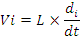 Vi = L × di/dt